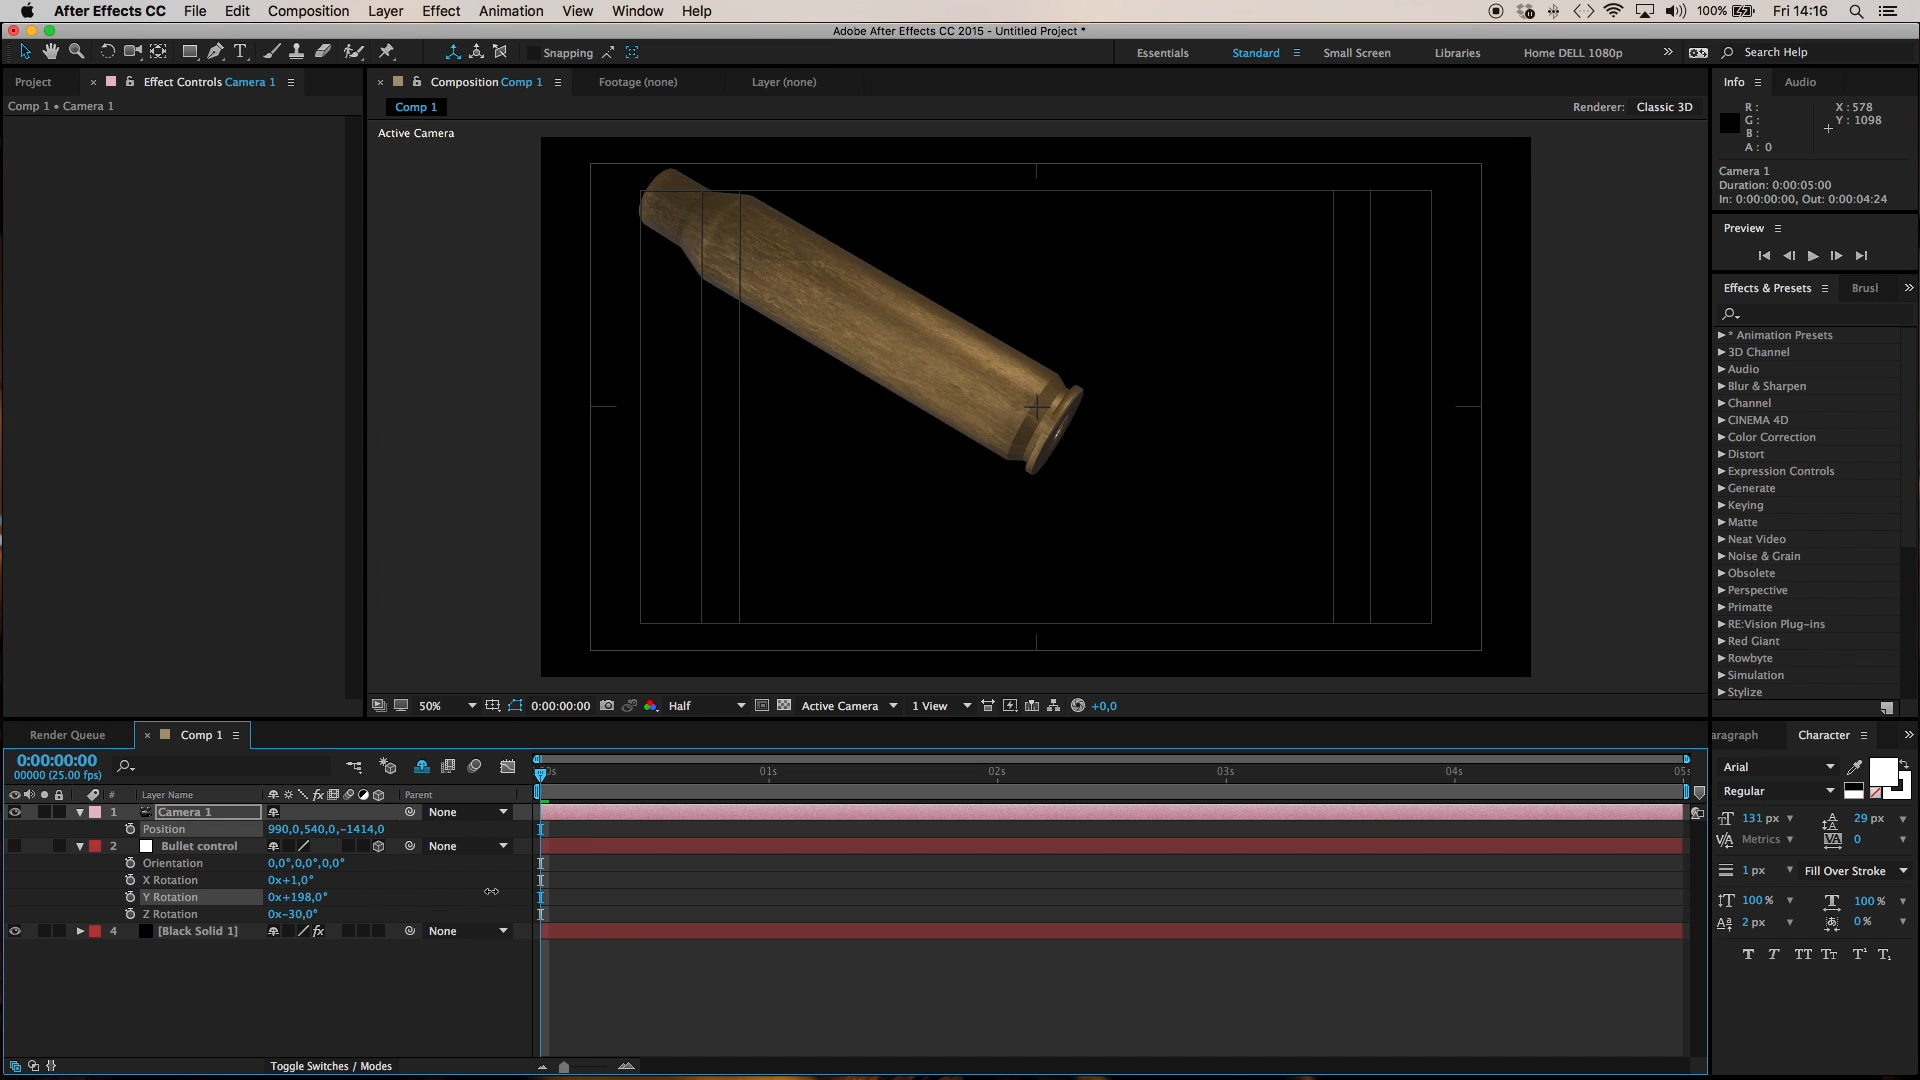 After Effects CC File Edit Composition Layer Effect Animation View Window Help 100% Fri 14:16
Adobe After Effects CC 2015 - Untitled Project *
Snapping Essentials Standard Small Screen Libraries Home DELL 1080p Search Help
Project Effect Controls Camera 1 Composition Comp 1 Footage (none) Layer (none) Info Audio
Comp 1 • Camera 1
Comp 1 Renderer: Classic 3D
Active Camera
R : X : 578
G : Y : 1098
B :
A : 0
Camera 1
Duration: 0:00:05:00
In: 0:00:00:00, Out: 0:00:04:24
Preview
Effects & Presets Brusl
* Animation Presets
3D Channel
Audio
Blur & Sharpen
Channel
CINEMA 4D
Color Correction
Distort
Expression Controls
Generate
Keying
Matte
Neat Video
Noise & Grain
Obsolete
Perspective
Primatte
RE:Vision Plug-ins
Red Giant
Rowbyte
Simulation
Stylize
50% 0:00:00:00 Half Active Camera 1 View +0,0
Render Queue Comp 1 aragraph Character
0:00:00:00
00000 (25.00 fps)
0s 01s 02s 03s 04s 05s
# Layer Name fx Parent
1 Camera 1 None
Position 990,0,540,0,-1414,0
2 Bullet control None
Orientation 0,0°,0,0°,0,0°
X Rotation 0x+1,0°
Y Rotation 0x+198,0°
Z Rotation 0x-30,0°
4 [Black Solid 1] fx None
Arial
Regular
131 px 29 px
Metrics 0
1 px Fill Over Stroke
100 % 100 %
2 px 0 %
T T TT Tr T¹ T₁
Toggle Switches / Modes